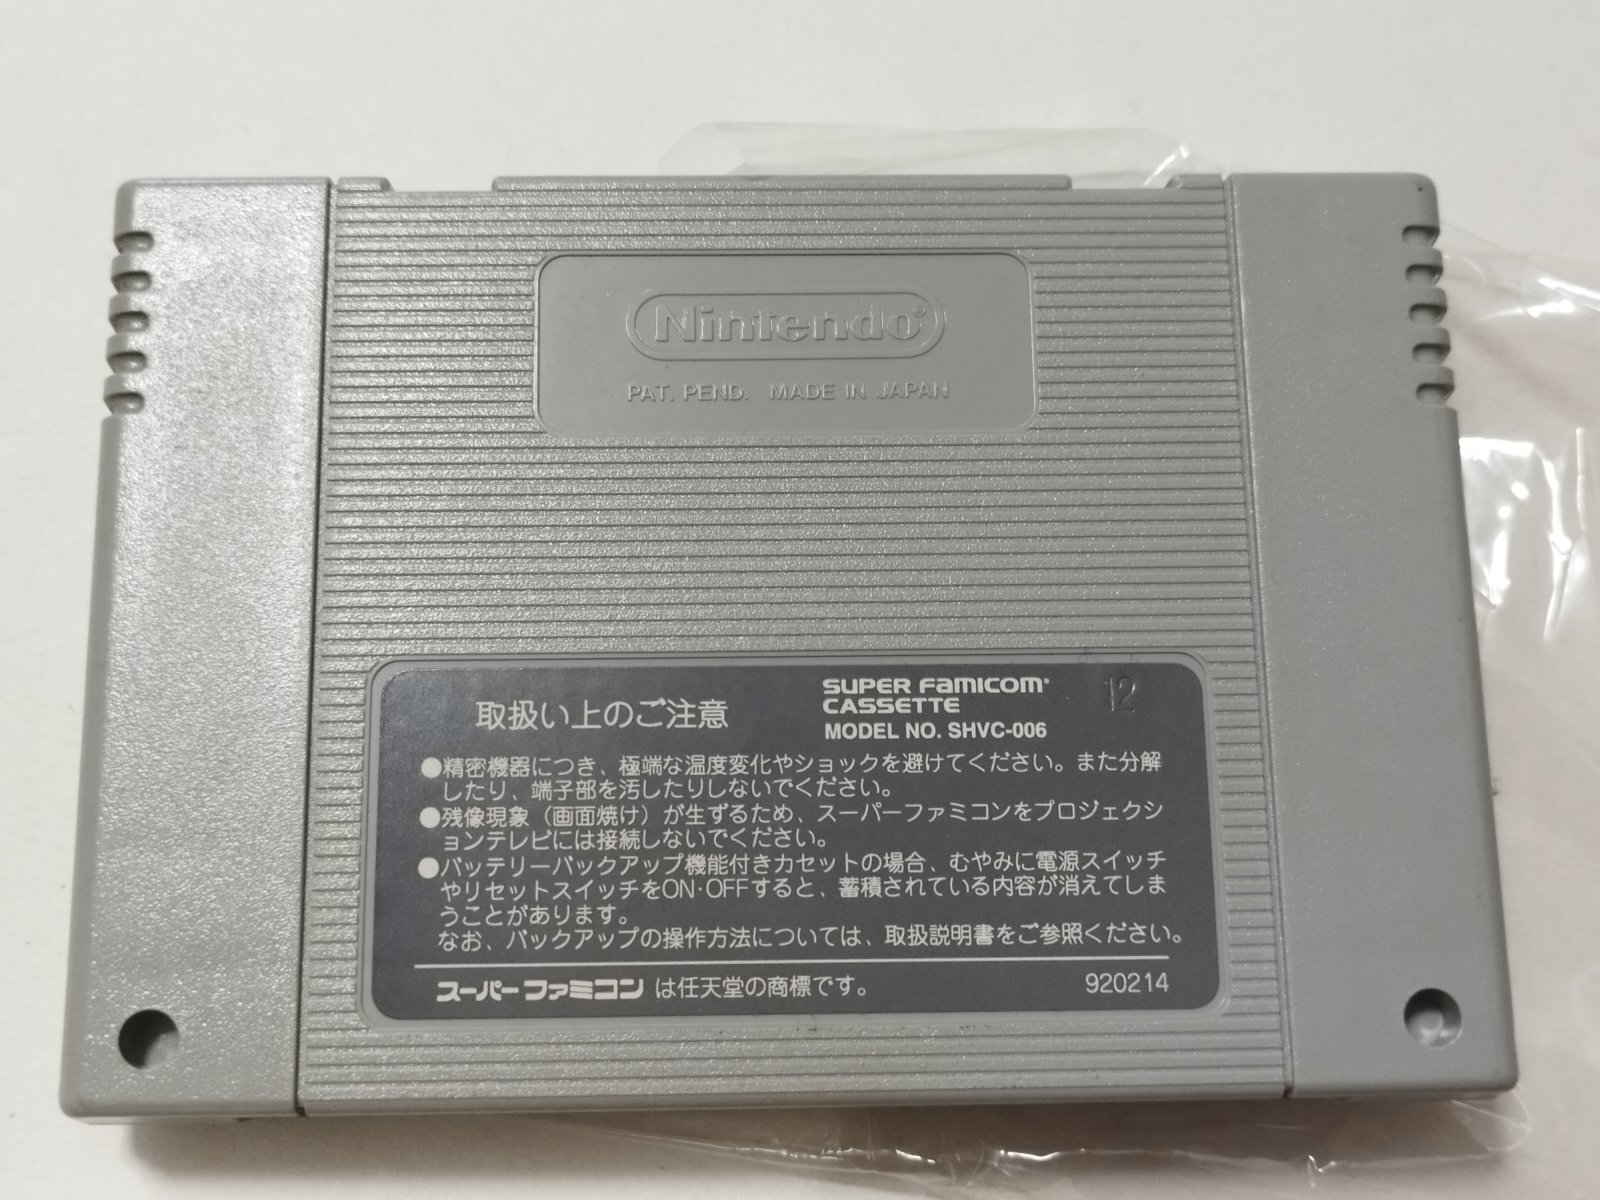 Nintendo®
PAT. PEND. MADE IN JAPAN
取扱い上のご注意
SUPER FAMICOM®
CASSETTE
MODEL NO. SHVC-006
12
●精密機器につき、極端な温度変化やショックを避けてください。また分解
したり、端子部を汚したりしないでください。
●残像現象（画面焼け）が生ずるため、スーパーファミコンをプロジェクシ
ョンテレビには接続しないでください。
●バッテリーバックアップ機能付きカセットの場合、むやみに電源スイッチ
やリセットスイッチをON・OFFすると、蓄積されている内容が消えてしま
うことがあります。
なお、バックアップの操作方法については、取扱説明書をご参照ください。
スーパーファミコン は任天堂の商標です。
920214